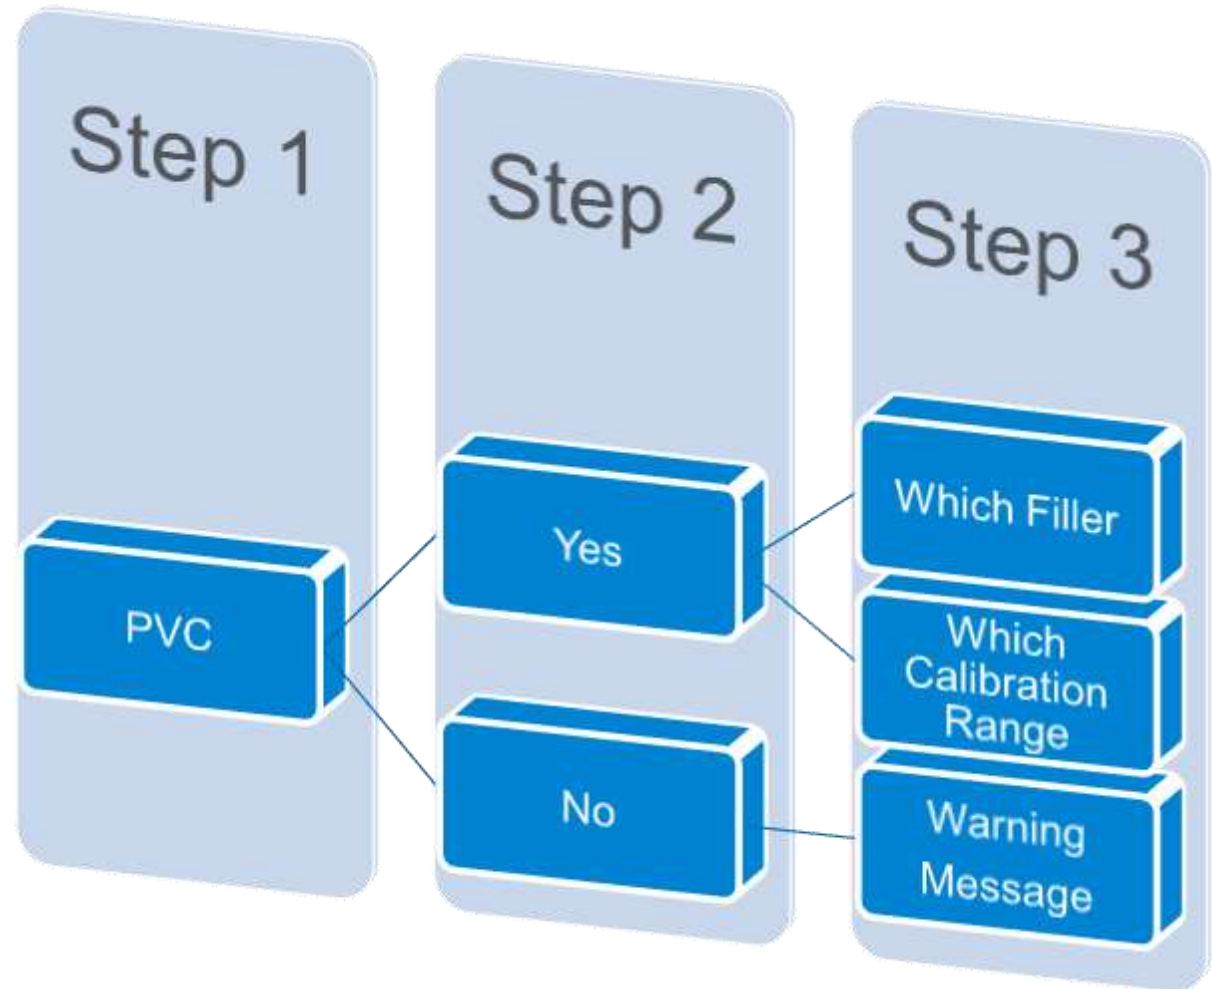 Step 1
Step 2
Step 3
PVC
Yes
No
Which Filler
Which
Calibration
Range
Warning
Message